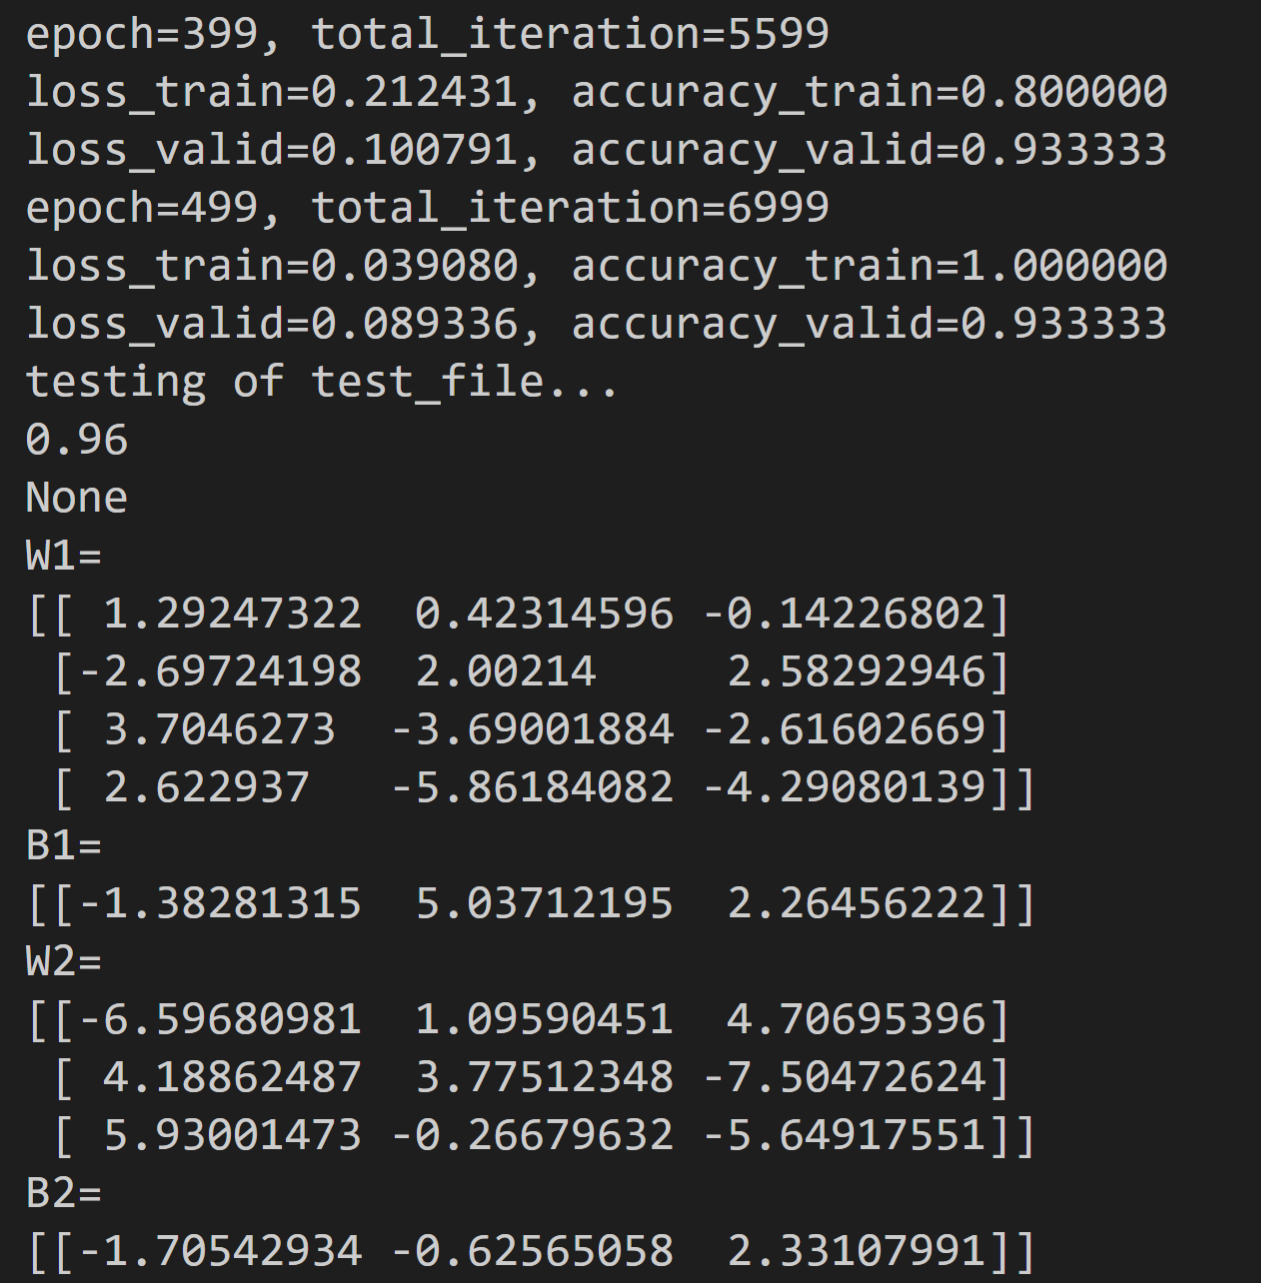 epoch=399, total_iteration=5599
loss_train=0.212431, accuracy_train=0.800000
loss_valid=0.100791, accuracy_valid=0.933333
epoch=499, total_iteration=6999
loss_train=0.039080, accuracy_train=1.000000
loss_valid=0.089336, accuracy_valid=0.933333
testing of test_file...
0.96
None
W1=
[[ 1.29247322  0.42314596 -0.14226802]
 [-2.69724198  2.00214     2.58292946]
 [ 3.7046273  -3.69001884 -2.61602669]
 [ 2.622937   -5.86184082 -4.29080139]]
B1=
[[-1.38281315  5.03712195  2.26456222]]
W2=
[[-6.59680981  1.09590451  4.70695396]
 [ 4.18862487  3.77512348 -7.50472624]
 [ 5.93001473 -0.26679632 -5.64917551]]
B2=
[[-1.70542934 -0.62565058  2.33107991]]